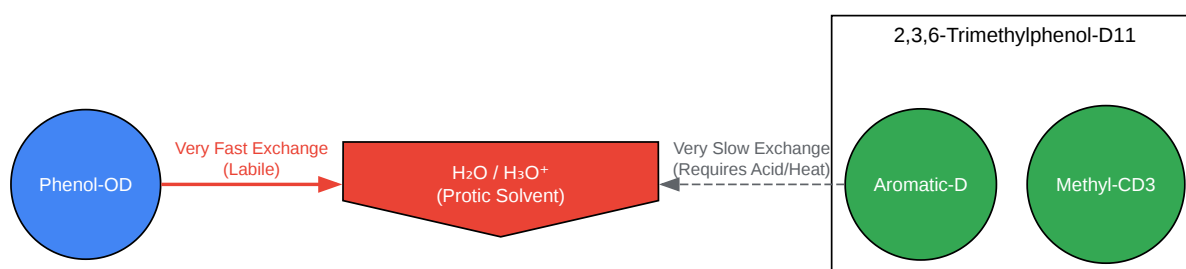 2,3,6-Trimethylphenol-D11
Very Fast Exchange
(Labile)
Very Slow Exchange
(Requires Acid/Heat)
Phenol-OD
H₂O / H₃O⁺
(Protic Solvent)
Aromatic-D
Methyl-CD3